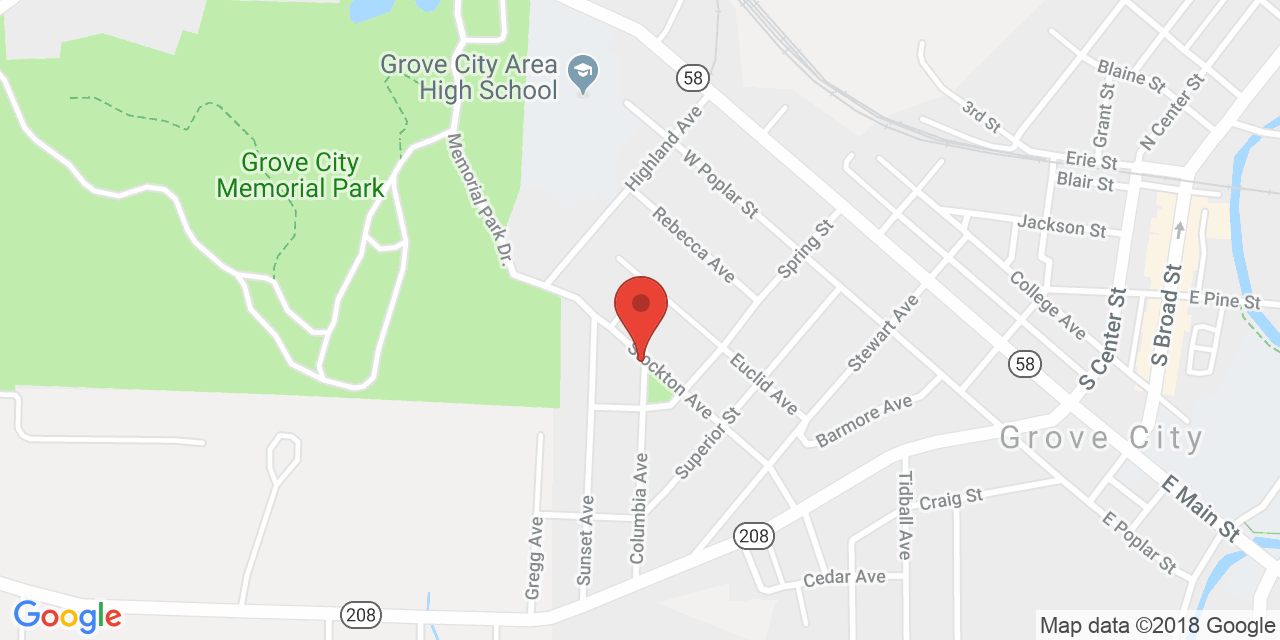 Grove City Area
High School
58
Blaine St
Grant St
N Center St
3rd St
Erie St
Blair St
Grove City
Memorial Park
Memorial Park Dr.
Highland Ave
W Poplar St
Rebecca Ave
Spring St
Jackson St
College Ave
E Pine St
S Center St
S Broad St
Stockton Ave
Euclid Ave
Stewart Ave
58
Barmore Ave
Grove City
Superior St
Columbia Ave
Sunset Ave
Gregg Ave
208
Tidball Ave
Craig St
E Main St
E Poplar St
Cedar Ave
208
Google
Map data ©2018 Google